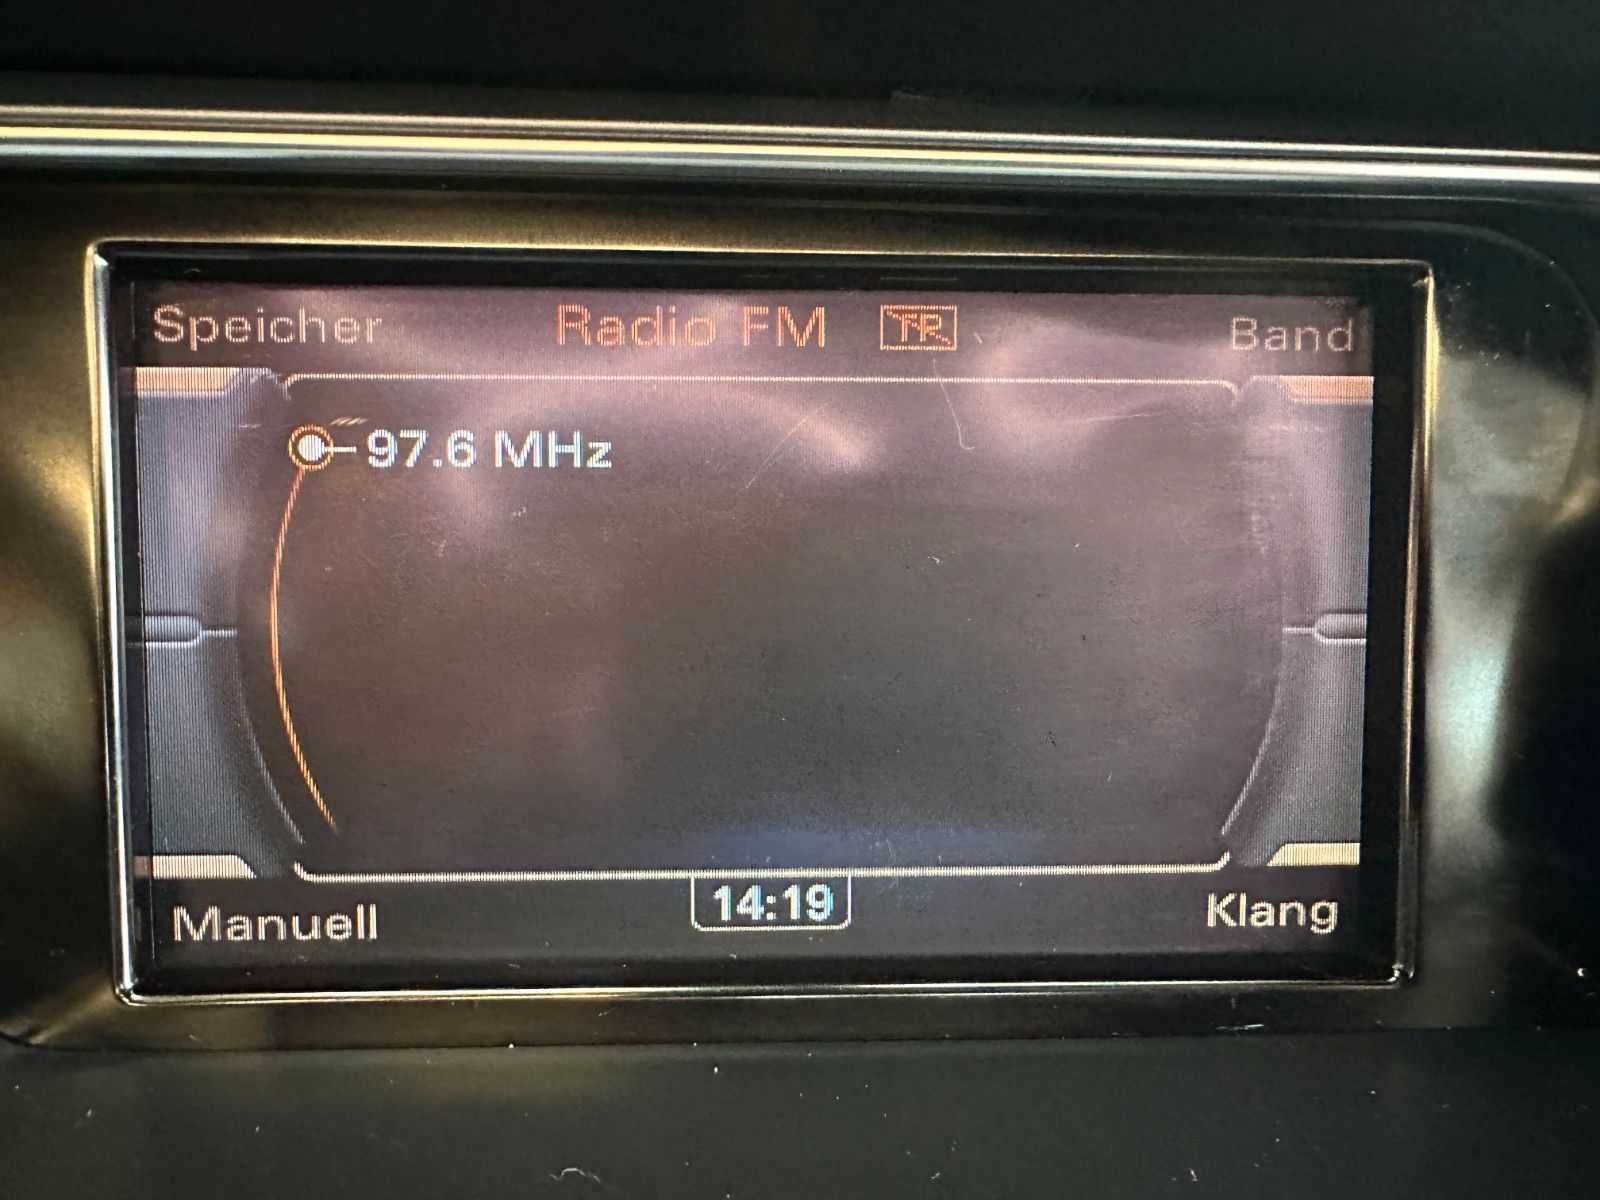 Speicher Radio FM TP Band
97.6 MHz
Manuell 14:19 Klang